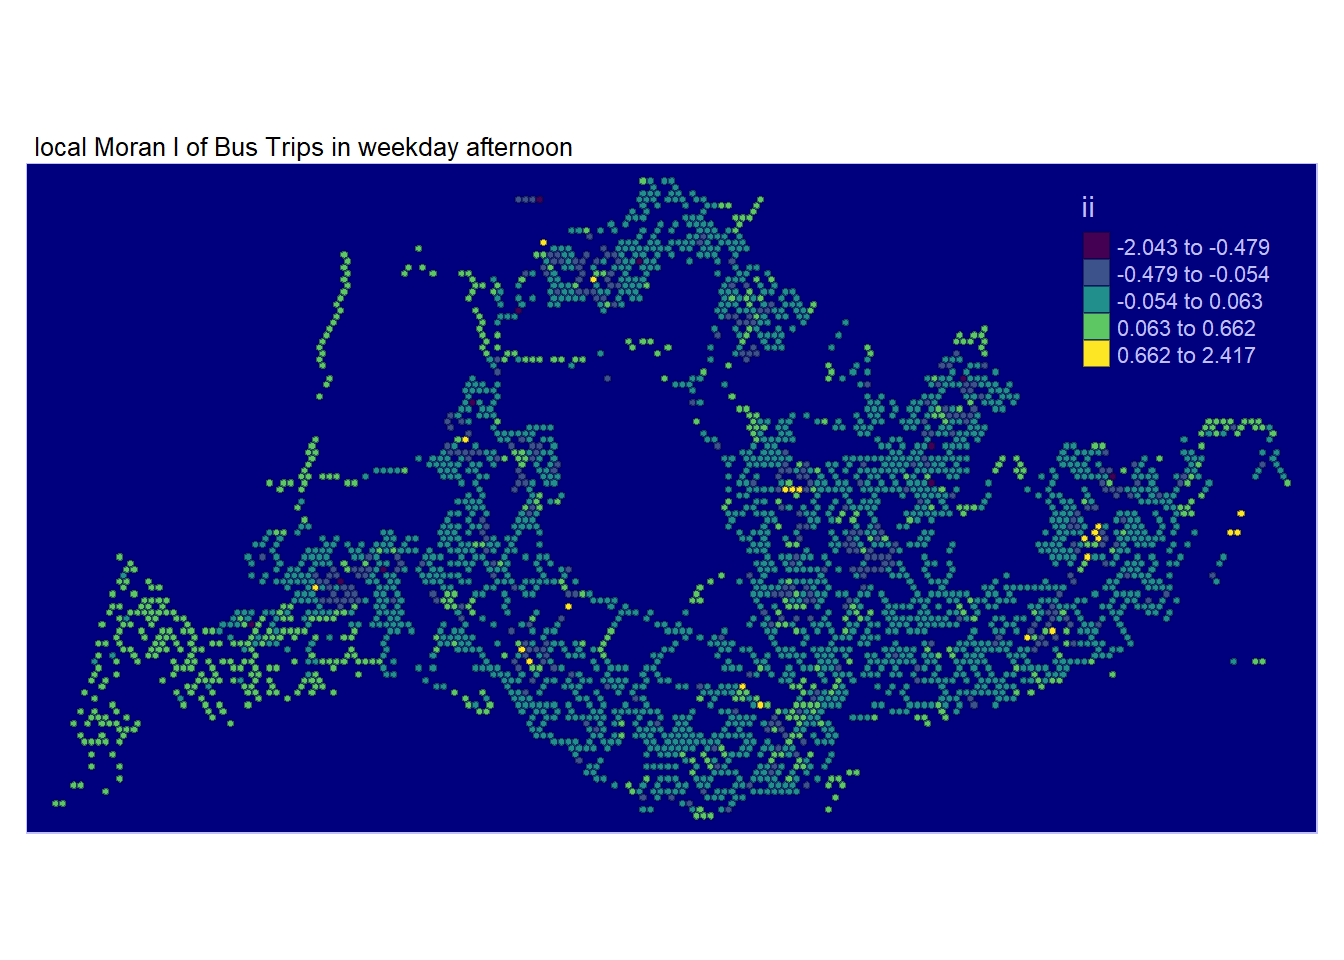 local Moran I of Bus Trips in weekday afternoon
ii
-2.043 to -0.479
-0.479 to -0.054
-0.054 to 0.063
0.063 to 0.662
0.662 to 2.417